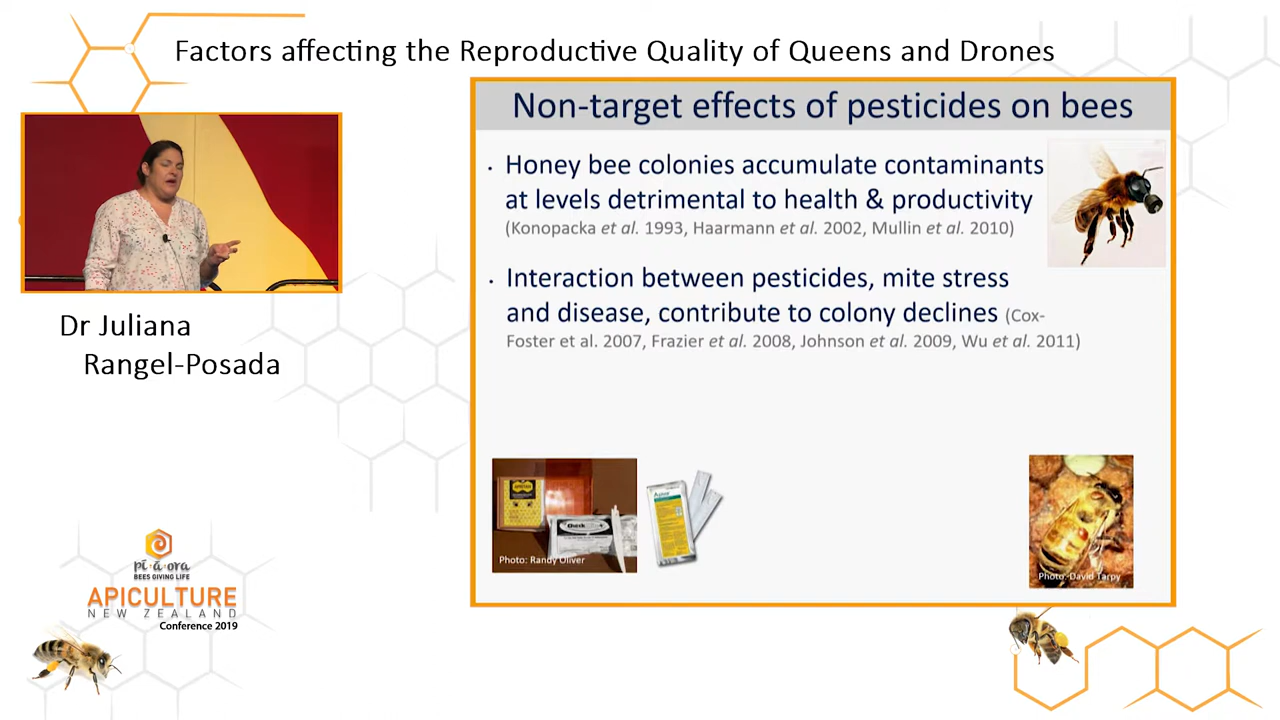 Factors affecting the Reproductive Quality of Queens and Drones
Non-target effects of pesticides on bees
• Honey bee colonies accumulate contaminants
at levels detrimental to health & productivity
(Konopacka et al. 1993, Haarmann et al. 2002, Mullin et al. 2010)
• Interaction between pesticides, mite stress
and disease, contribute to colony declines (Cox-
Foster et al. 2007, Frazier et al. 2008, Johnson et al. 2009, Wu et al. 2011)
Dr Juliana
Rangel-Posada
Photo: Randy Oliver
Photo: David Tarpy
pī·ā·ora
BEES GIVING LIFE
APICULTURE
NEW ZEALAND
Conference 2019